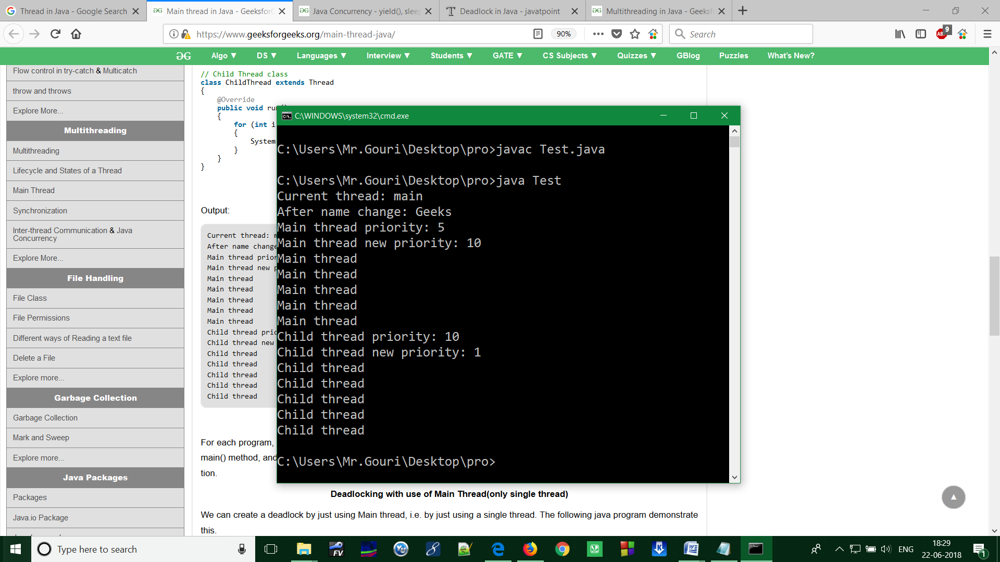 Thread in Java - Google Search
Main thread in Java - GeeksforG
Java Concurrency - yield(), sleep
Deadlock in Java - javatpoint
Multithreading in Java - Geeksf
https://www.geeksforgeeks.org/main-thread-java/
90%
Search
ABP
9
Algo ▼ DS ▼ Languages ▼ Interview ▼ Students ▼ GATE ▼ CS Subjects ▼ Quizzes ▼ GBlog Puzzles What's New?
Flow control in try-catch & Multicatch
throw and throws
Explore More...
Multithreading
Multithreading
Lifecycle and States of a Thread
Main Thread
Synchronization
Inter-thread Communication & Java
Concurrency
Explore More...
File Handling
File Class
File Permissions
Different ways of Reading a text file
Delete a File
Explore more...
Garbage Collection
Garbage Collection
Mark and Sweep
Explore more...
Java Packages
Packages
Java.io Package
// Child Thread class
class ChildThread extends Thread
{
@Override
public void run()
{
for (int i
{
System
}
}
}
Output:
Current thread: m
After name change
Main thread prior
Main thread new p
Main thread
Main thread
Main thread
Main thread
Main thread
Child thread prio
Child thread new
Child thread
Child thread
Child thread
Child thread
Child thread
For each program,
main() method, and
tion.
Deadlocking with use of Main Thread(only single thread)
We can create a deadlock by just using Main thread, i.e. by just using a single thread. The following java program demonstrate
this.
C:\WINDOWS\system32\cmd.exe
C:\Users\Mr.Gouri\Desktop\pro>javac Test.java
C:\Users\Mr.Gouri\Desktop\pro>java Test
Current thread: main
After name change: Geeks
Main thread priority: 5
Main thread new priority: 10
Main thread
Main thread
Main thread
Main thread
Main thread
Child thread priority: 10
Child thread new priority: 1
Child thread
Child thread
Child thread
Child thread
Child thread
C:\Users\Mr.Gouri\Desktop\pro>
Type here to search
FV
ENG
18:29
22-06-2018
1